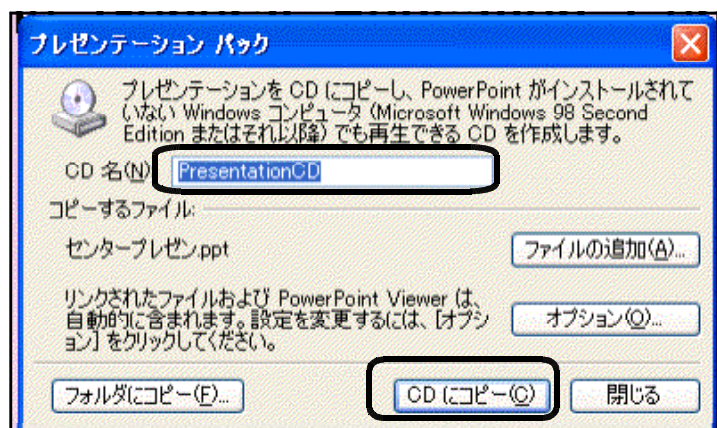 プレゼンテーション パック
プレゼンテーションを CD にコピーし、PowerPoint がインストールされて
いない Windows コンピュータ (Microsoft Windows 98 Second
Edition またはそれ以降) でも再生できる CD を作成します。
CD 名(N): PresentationCD
コピーするファイル:
センタープレゼン.ppt ファイルの追加(A)...
リンクされたファイルおよび PowerPoint Viewer は、
自動的に含まれます。設定を変更するには、[オプシ
ョン] をクリックしてください。
オプション(O)...
フォルダにコピー(F)... CD にコピー(C) 閉じる